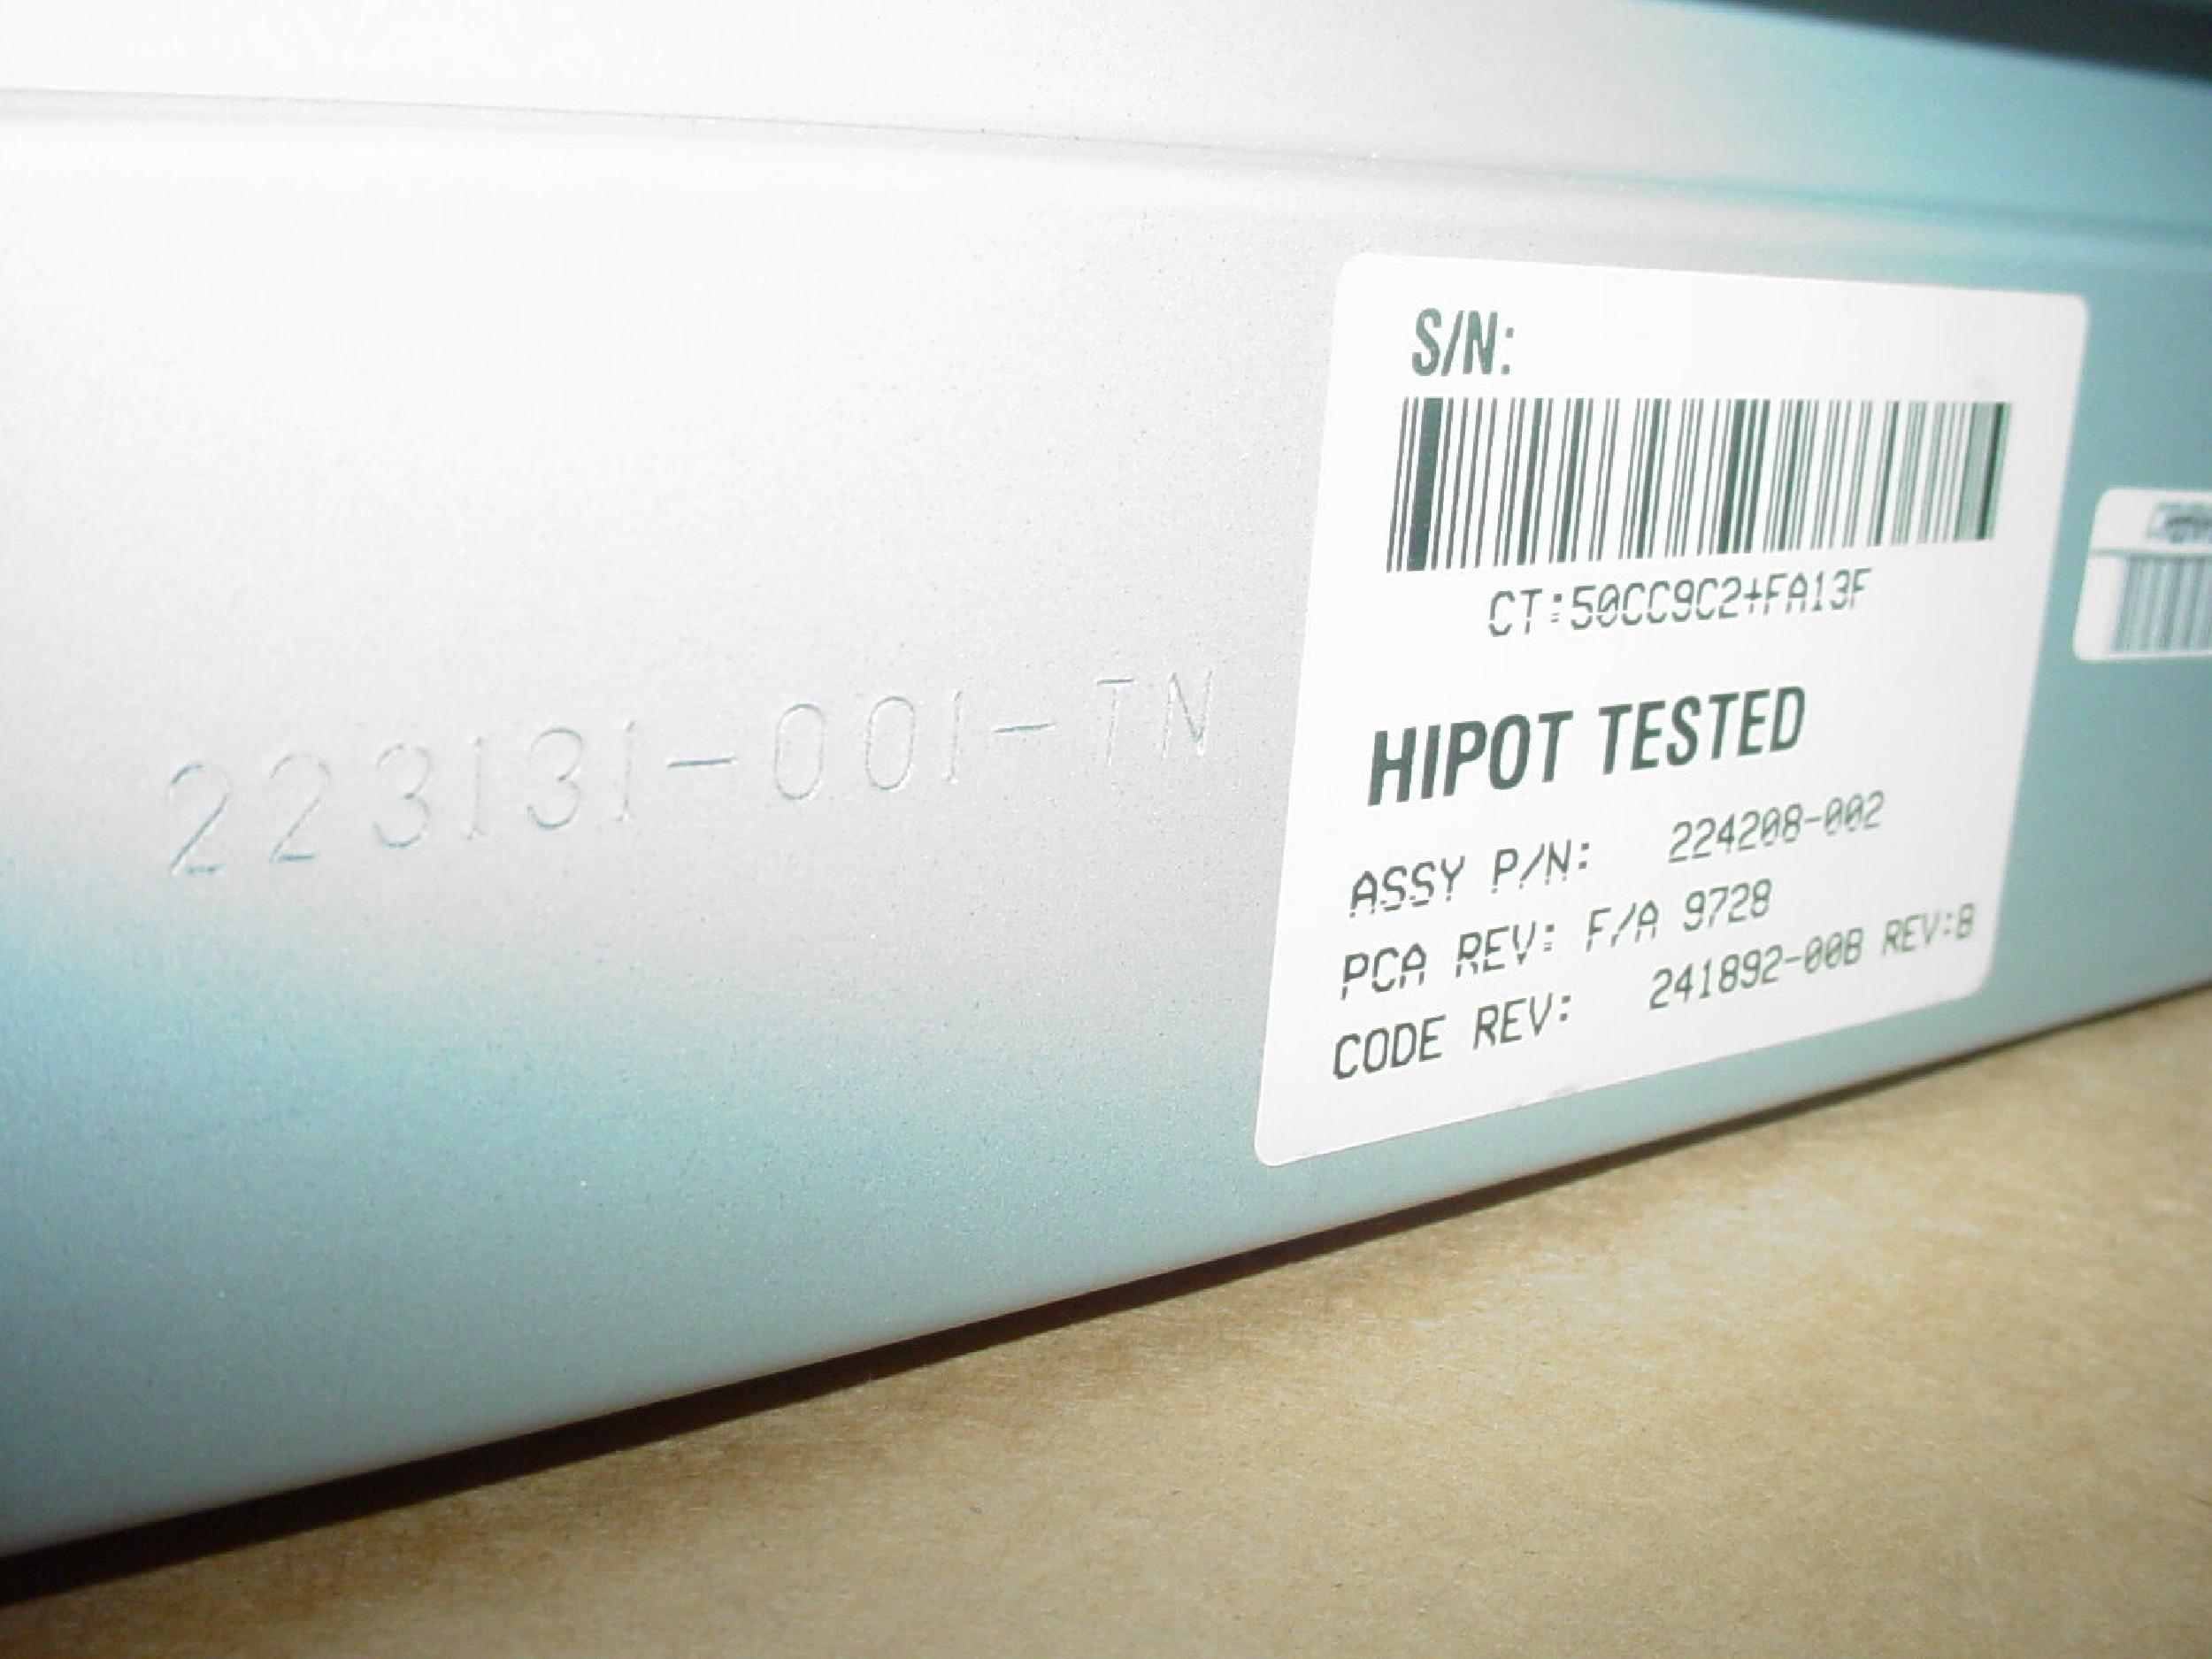 223131-001-TN
S/N:
CT:50CC9C2+FA13F
HIPOT TESTED
ASSY P/N: 224208-002
PCA REV: F/A 9728
CODE REV: 241892-00B REV:B